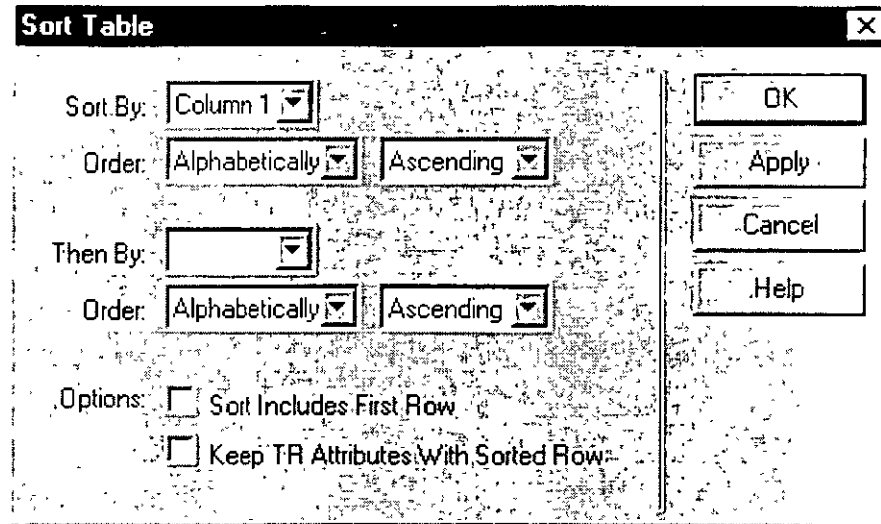 Sort Table
Sort By: Column 1
OK
Order: Alphabetically Ascending
Apply
Cancel
Then By:
Help
Order: Alphabetically Ascending
Options: Sort Includes First Row
Keep TR Attributes With Sorted Row